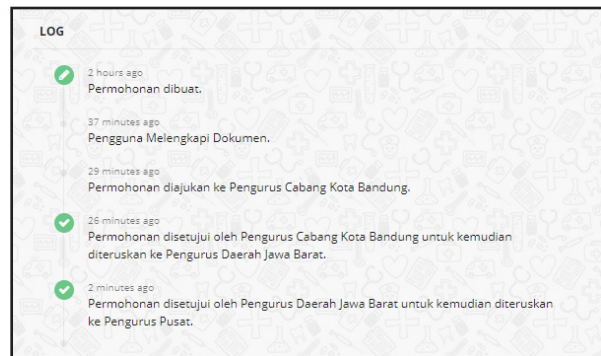 LOG
2 hours ago
Permohonan dibuat.
37 minutes ago
Pengguna Melengkapi Dokumen.
29 minutes ago
Permohonan diajukan ke Pengurus Cabang Kota Bandung.
26 minutes ago
Permohonan disetujui oleh Pengurus Cabang Kota Bandung untuk kemudian
diteruskan ke Pengurus Daerah Jawa Barat.
2 minutes ago
Permohonan disetujui oleh Pengurus Daerah Jawa Barat untuk kemudian diteruskan
ke Pengurus Pusat.